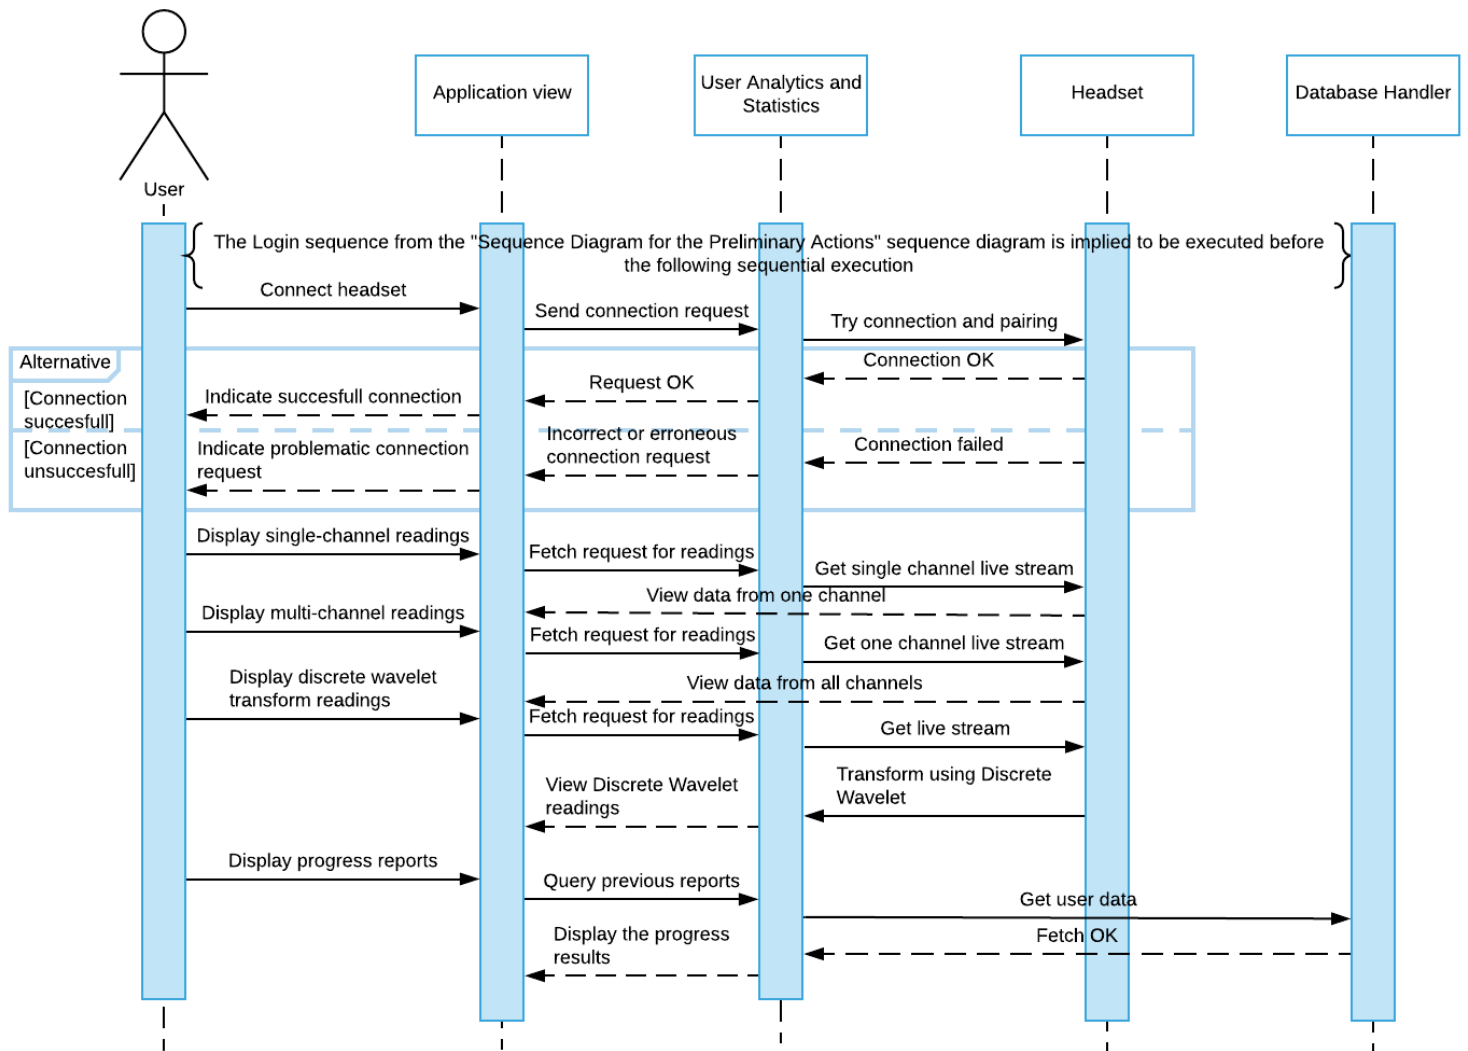 User
Application view
User Analytics and
Statistics
Headset
Database Handler
The Login sequence from the "Sequence Diagram for the Preliminary Actions" sequence diagram is implied to be executed before
the following sequential execution
Connect headset
Send connection request
Try connection and pairing
Alternative
Connection OK
Request OK
[Connection
succesfull]
Indicate succesfull connection
[Connection
unsuccesfull]
Indicate problematic connection
request
Incorrect or erroneous
connection request
Connection failed
Display single-channel readings
Fetch request for readings
Get single channel live stream
View data from one channel
Display multi-channel readings
Fetch request for readings
Get one channel live stream
View data from all channels
Display discrete wavelet
transform readings
Fetch request for readings
Get live stream
Transform using Discrete
Wavelet
View Discrete Wavelet
readings
Display progress reports
Query previous reports
Get user data
Fetch OK
Display the progress
results